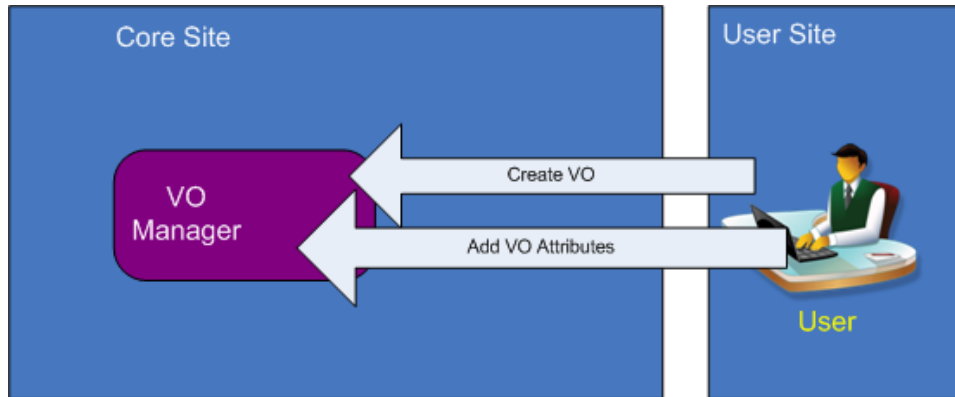 Core Site
User Site
VO
Manager
Create VO
Add VO Attributes
User